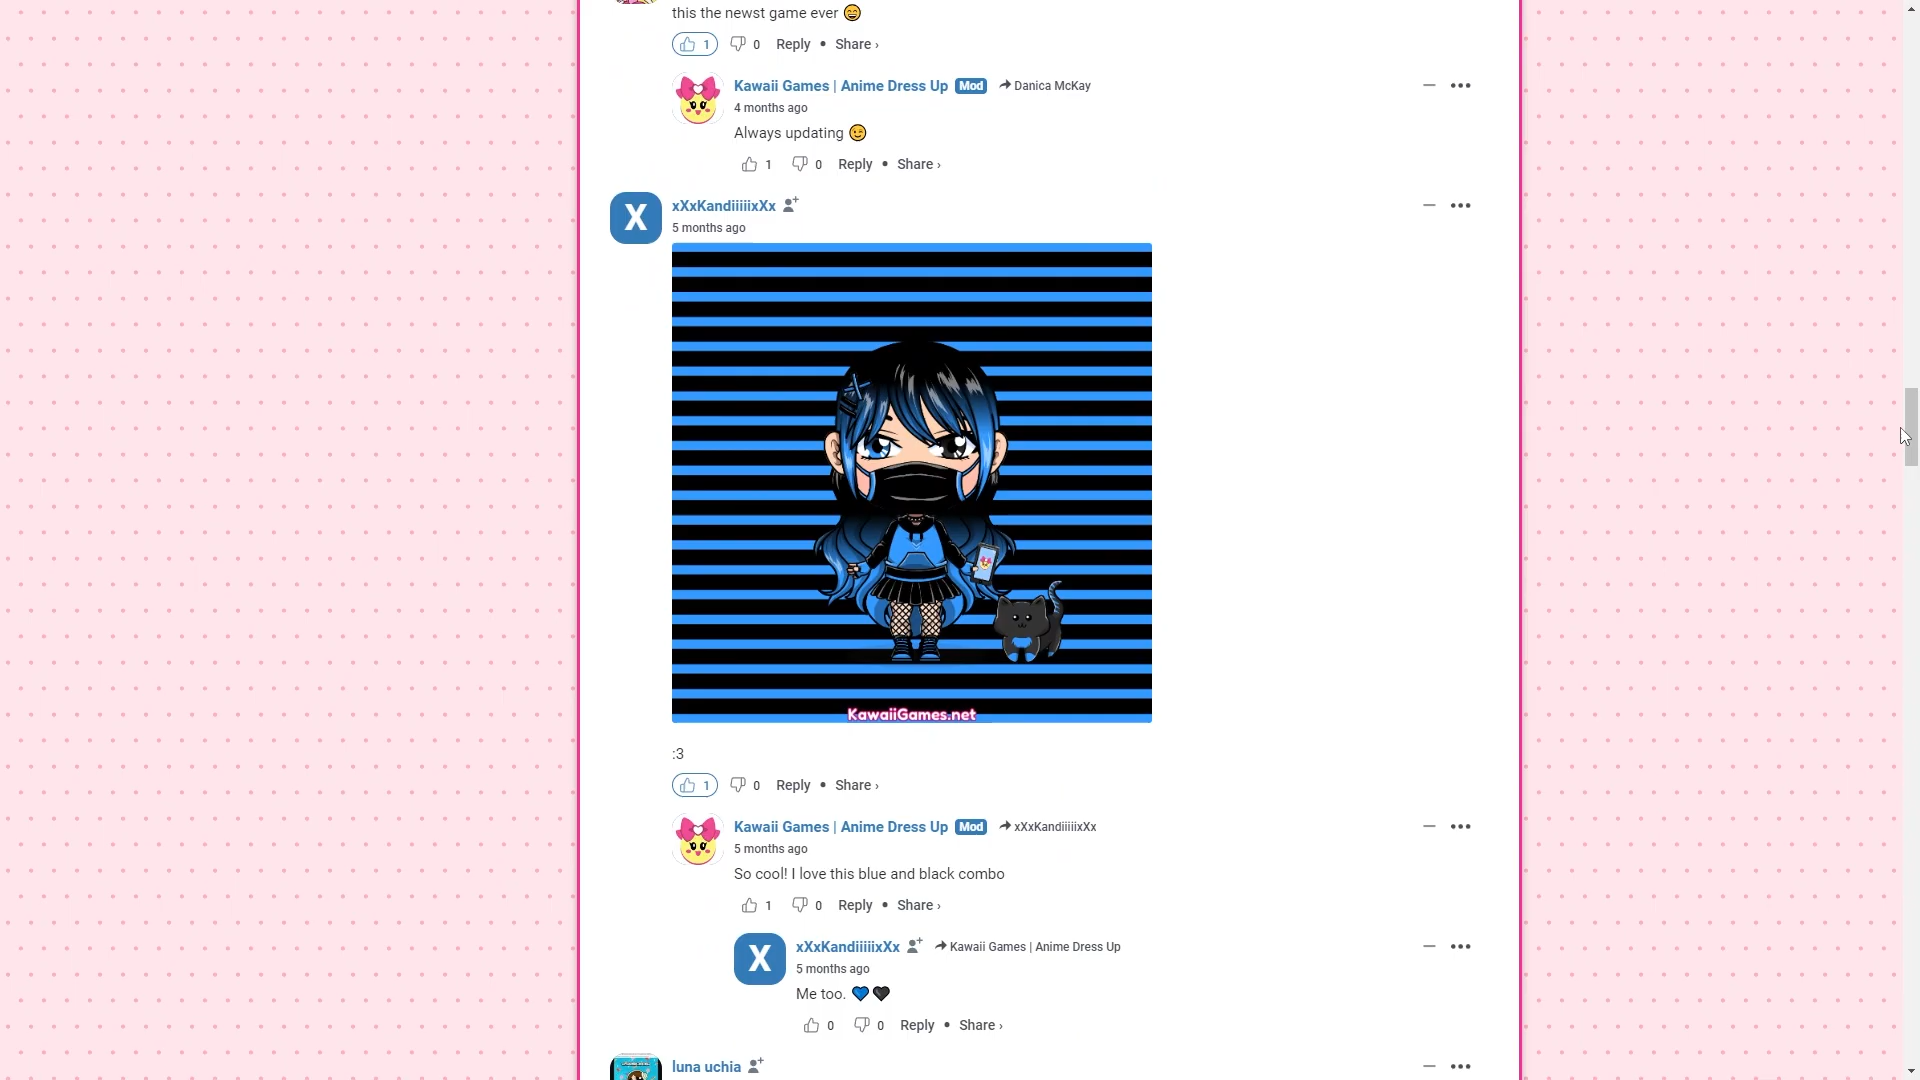 this the newst game ever 😄
1 0 Reply • Share ›
Kawaii Games | Anime Dress Up Mod Danica McKay
4 months ago
Always updating 😉
1 0 Reply • Share ›
X xXxKandiiiiixXx
5 months ago
KawaiiGames.net
:3
1 0 Reply • Share ›
Kawaii Games | Anime Dress Up Mod xXxKandiiiiixXx
5 months ago
So cool! I love this blue and black combo
1 0 Reply • Share ›
X xXxKandiiiiixXx Kawaii Games | Anime Dress Up
5 months ago
Me too. 💙🖤
0 0 Reply • Share ›
luna uchia